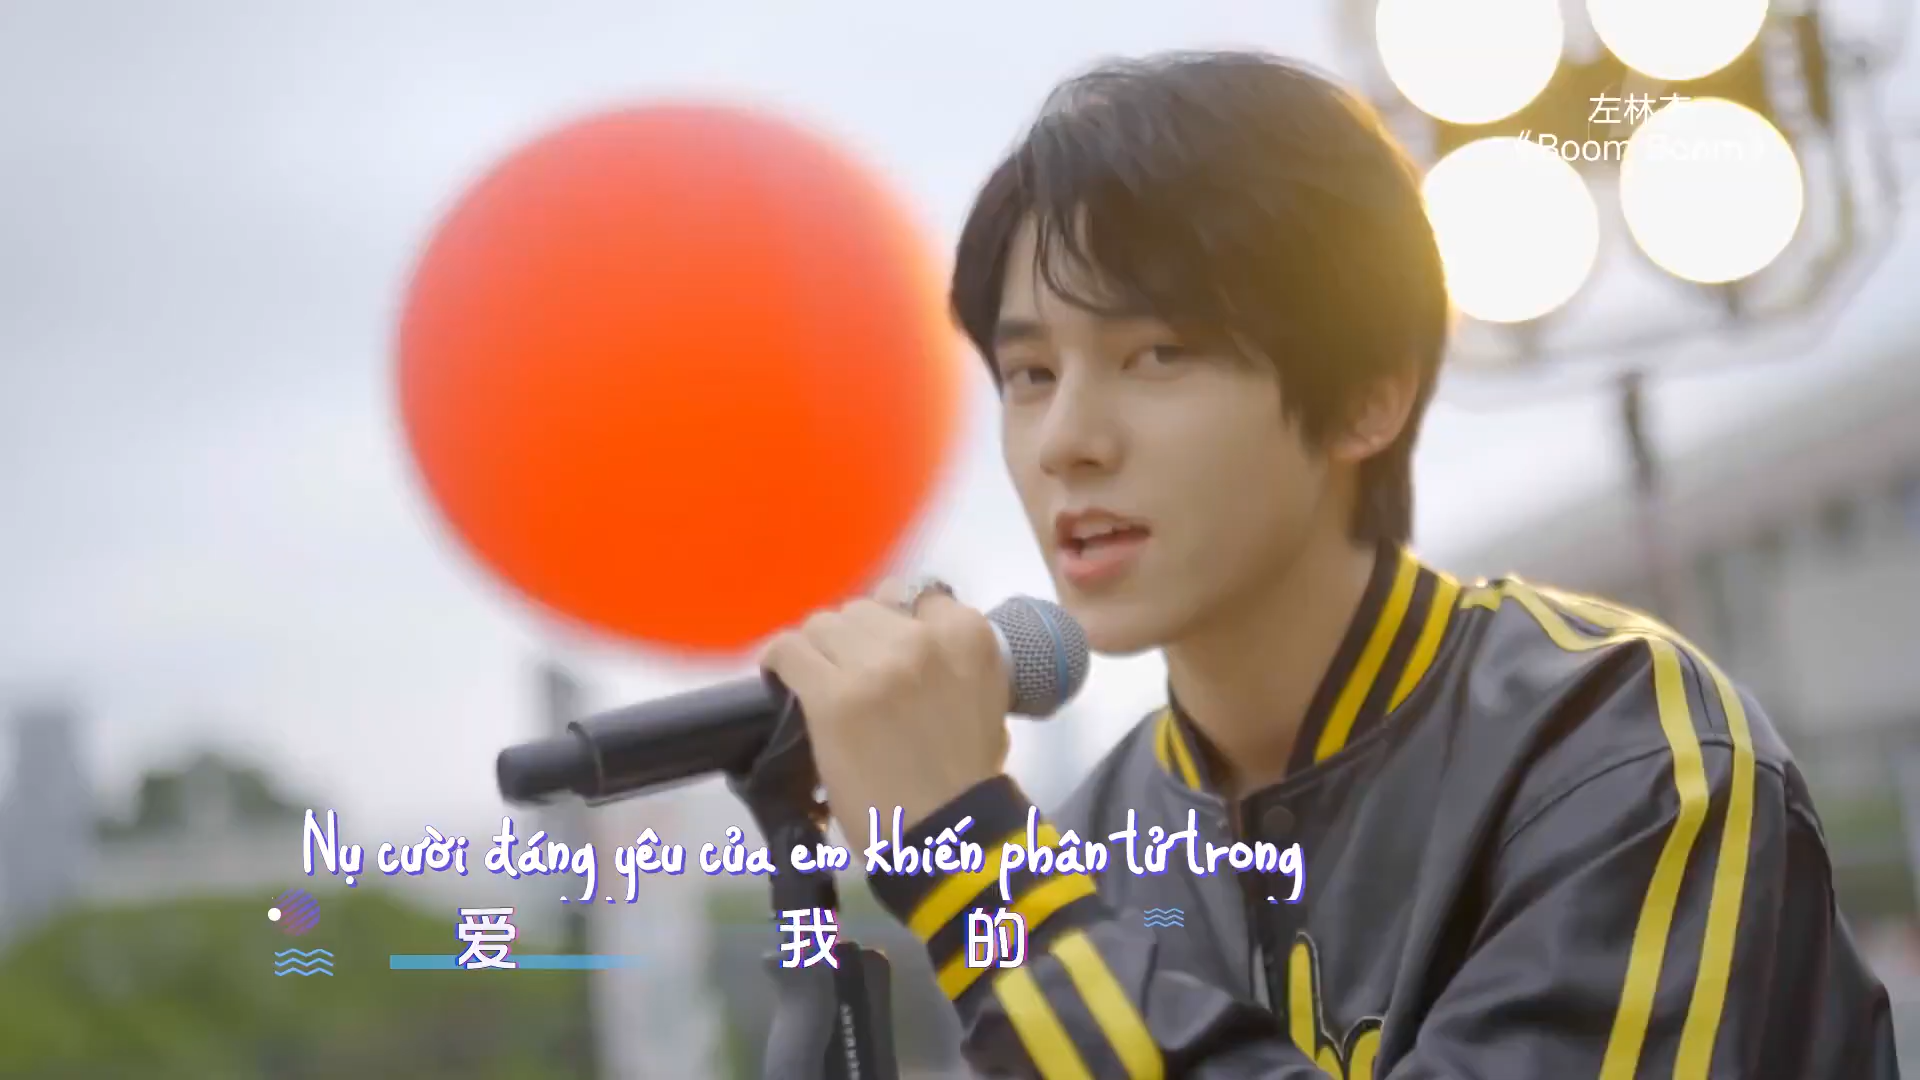 左林杰
《Boom Boom》
Nụ cười đáng yêu của em khiến phân tử trong
爱 我 的